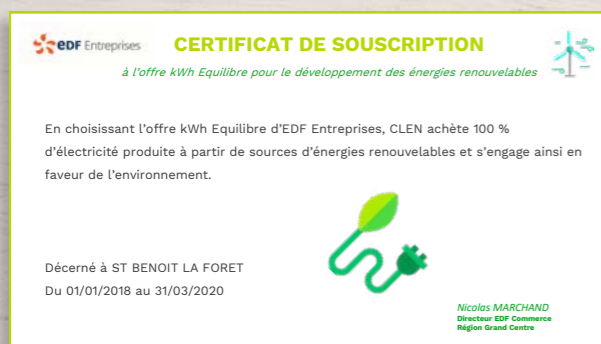 edf Entreprises
CERTIFICAT DE SOUSCRIPTION
à l'offre kWh Equilibre pour le développement des énergies renouvelables
En choisissant l'offre kWh Equilibre d'EDF Entreprises, CLEN achète 100 %
d'électricité produite à partir de sources d'énergies renouvelables et s'engage ainsi en
faveur de l'environnement.
Décerné à ST BENOIT LA FORET
Du 01/01/2018 au 31/03/2020
Nicolas MARCHAND
Directeur EDF Commerce
Région Grand Centre